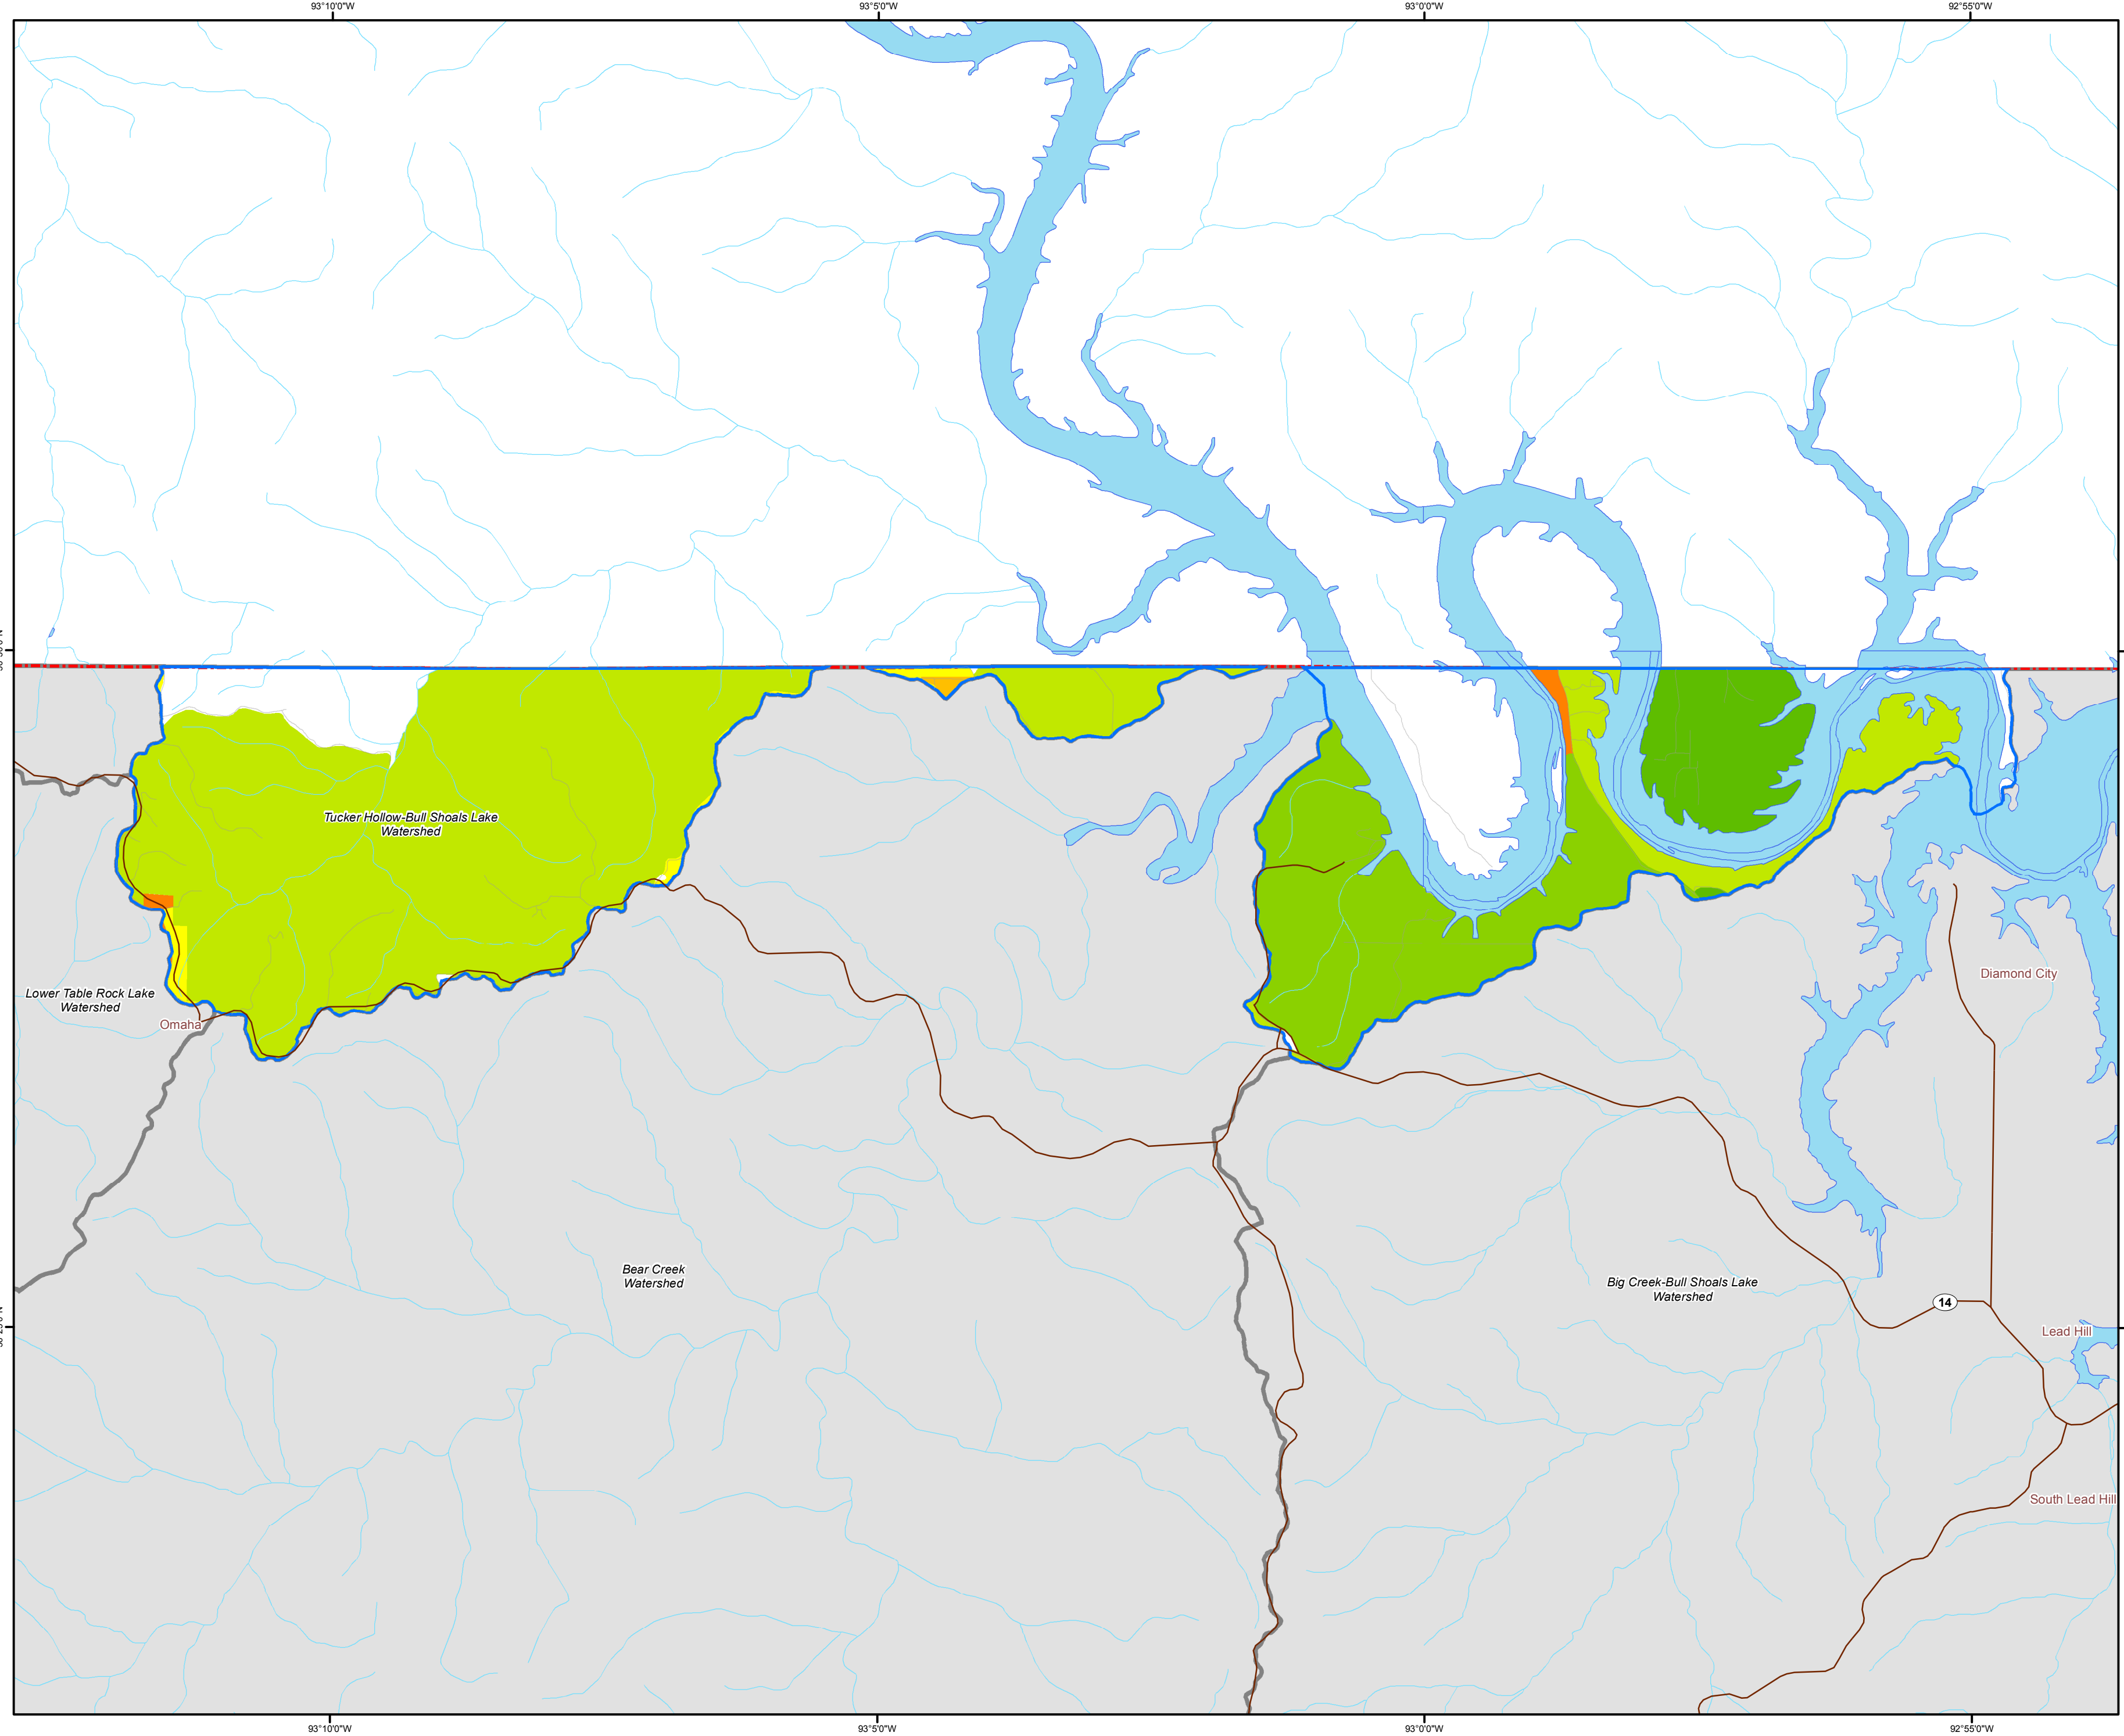 93°10'0"W
93°5'0"W
93°0'0"W
92°55'0"W
Tucker Hollow-Bull Shoals Lake
Watershed
Lower Table Rock Lake
Watershed
Omaha
Diamond City
Bear Creek
Watershed
Big Creek-Bull Shoals Lake
Watershed
14
Lead Hill
South Lead Hill
93°10'0"W
93°5'0"W
93°0'0"W
92°55'0"W